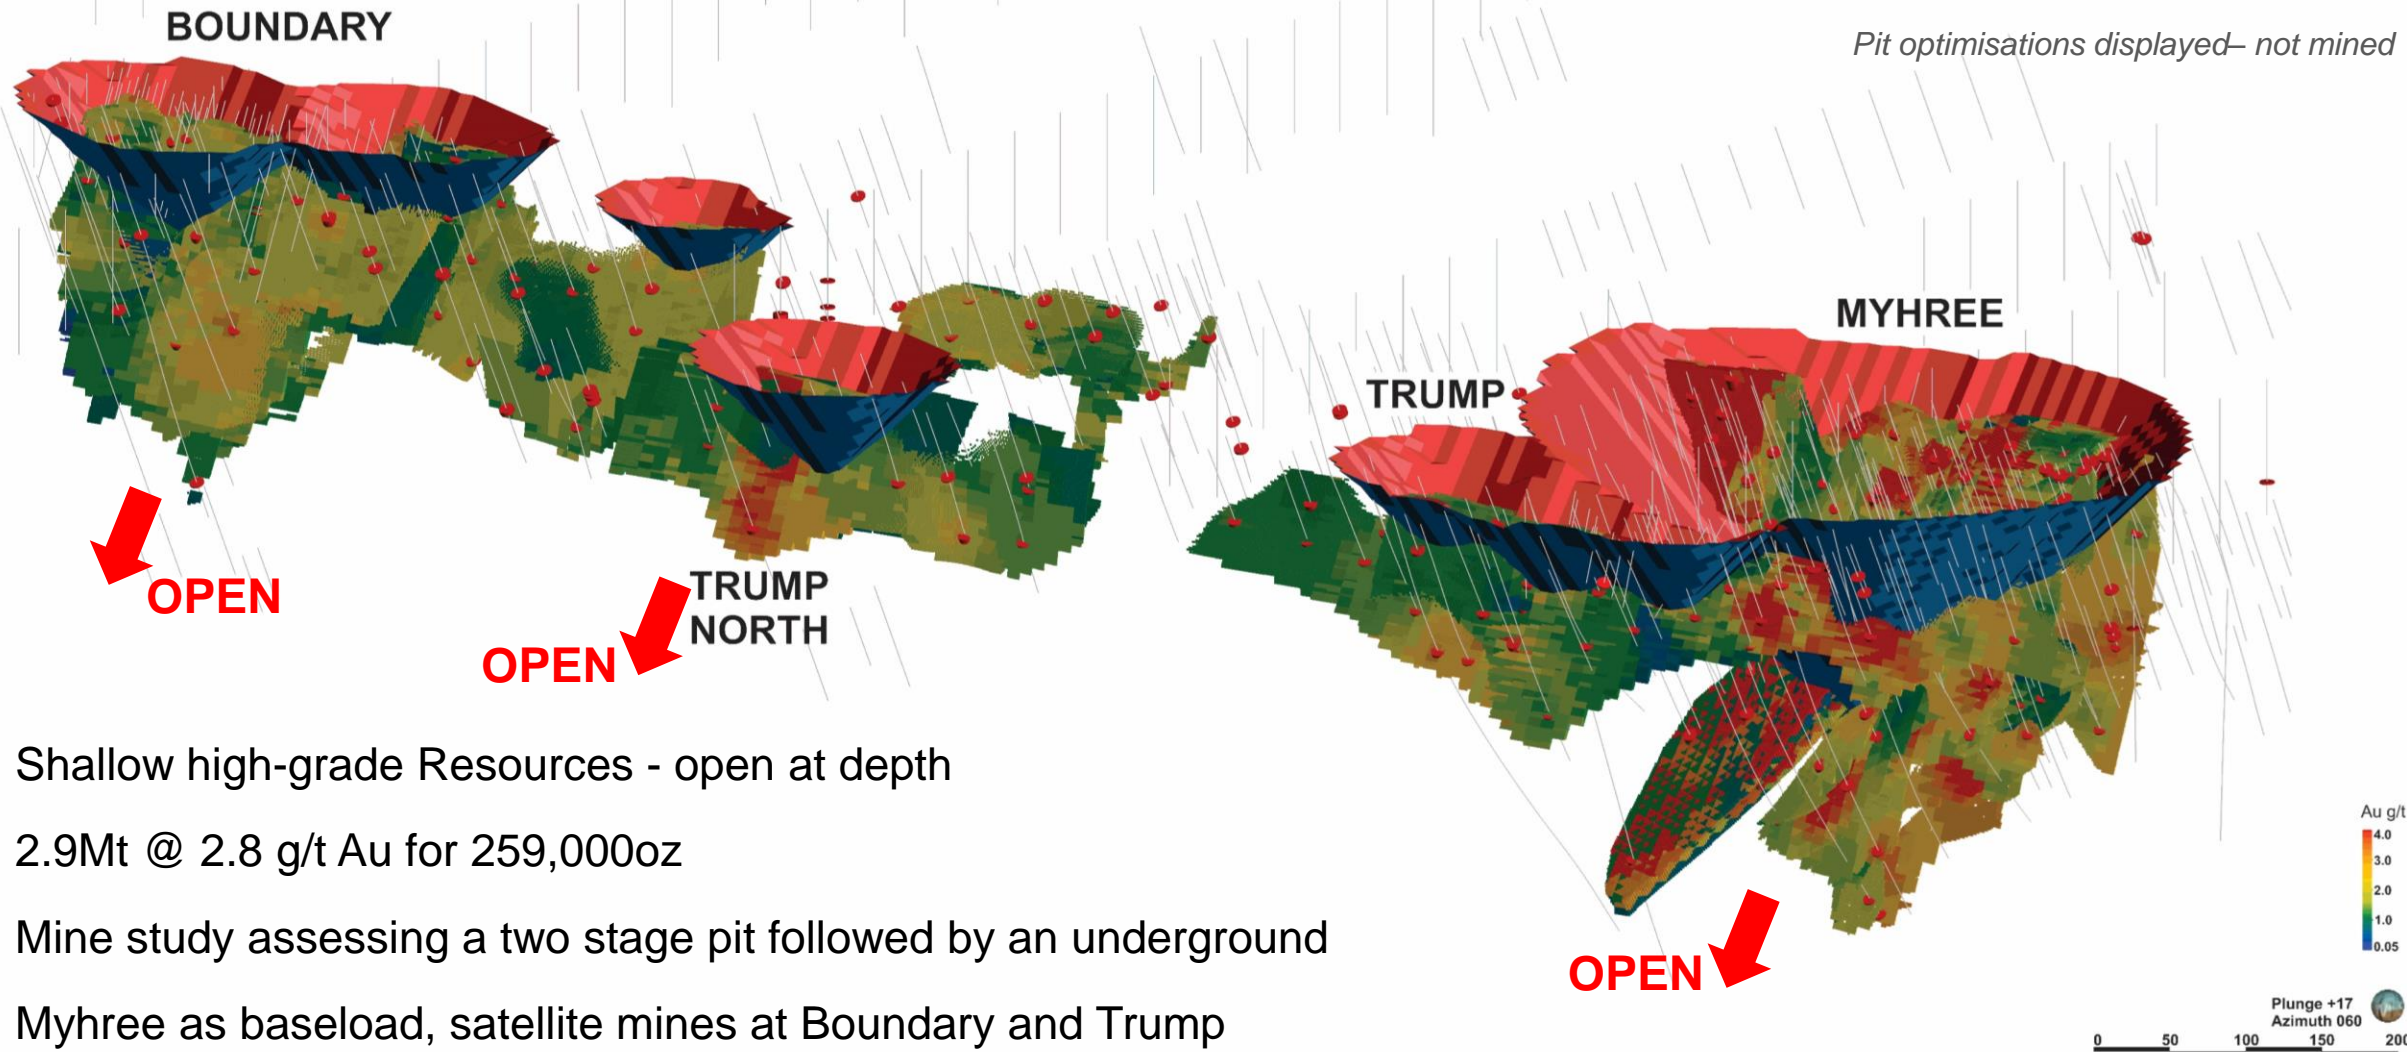 BOUNDARY
Pit optimisations displayed– not mined
MYHREE
TRUMP
TRUMP
NORTH
OPEN
OPEN
OPEN
Shallow high-grade Resources - open at depth
2.9Mt @ 2.8 g/t Au for 259,000oz
Mine study assessing a two stage pit followed by an underground
Myhree as baseload, satellite mines at Boundary and Trump
Au g/t
4.0
3.0
2.0
1.0
0.05
Plunge +17
Azimuth 060
0 50 100 150 200